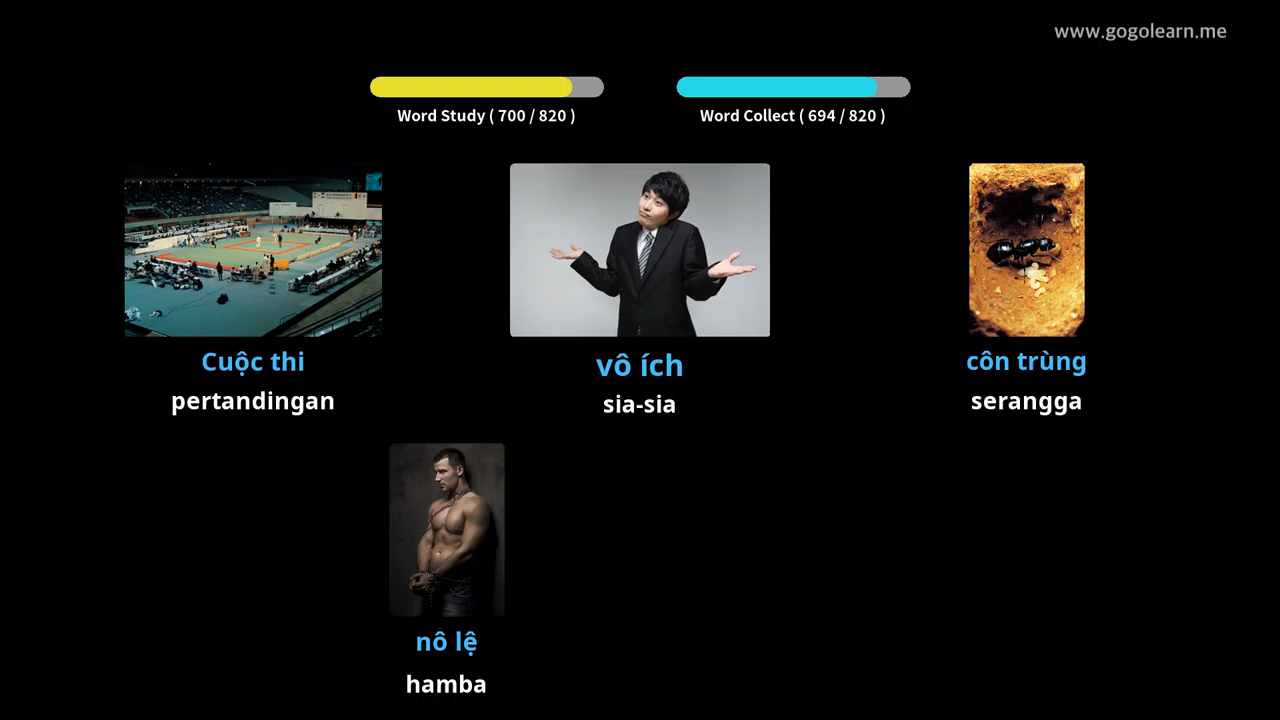 www.gogolearn.me
Word Study ( 700 / 820 )
Word Collect ( 694 / 820 )
Cuộc thi
pertandingan
vô ích
sia-sia
côn trùng
serangga
nô lệ
hamba